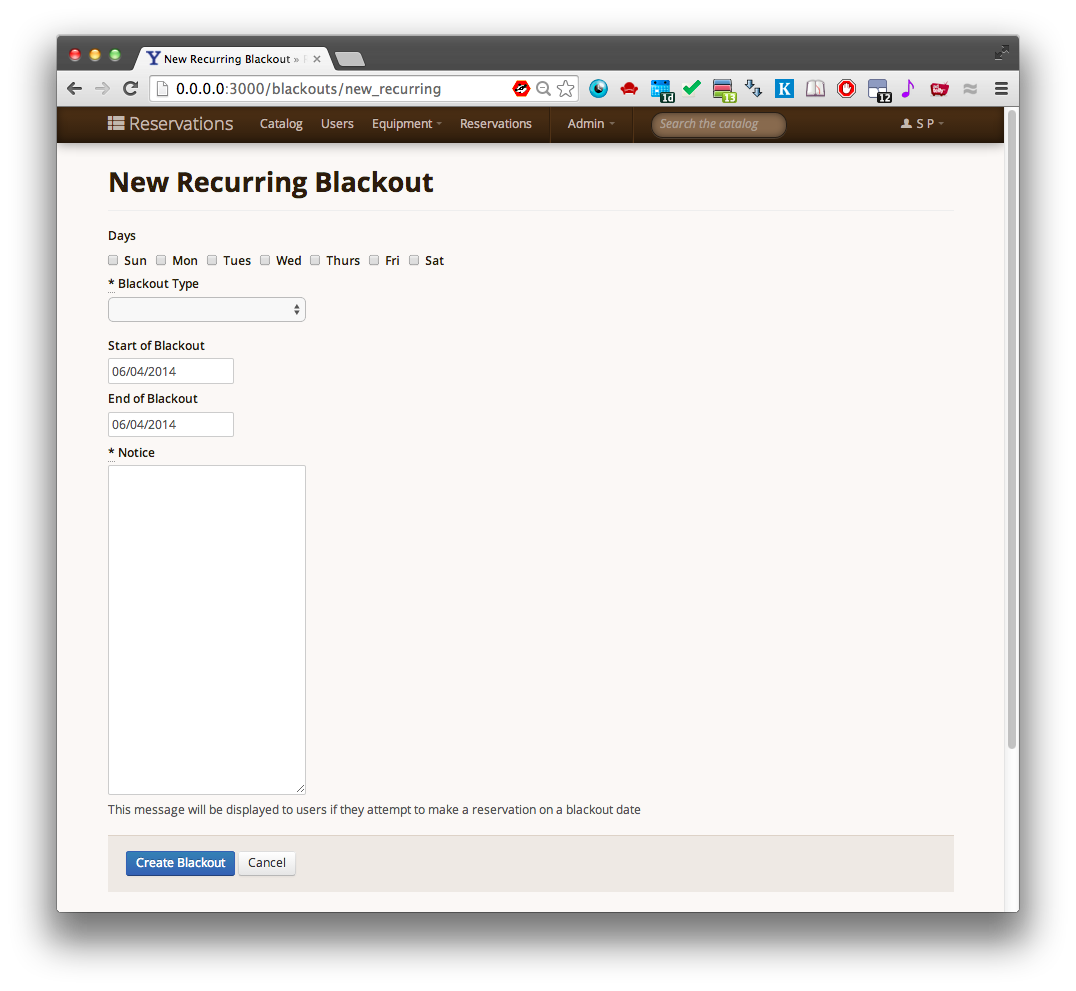 New Recurring Blackout »
0.0.0.0:3000/blackouts/new_recurring
1d
13
K
12
Reservations Catalog Users Equipment Reservations Admin Search the catalog S P
New Recurring Blackout
Days
Sun Mon Tues Wed Thurs Fri Sat
* Blackout Type
Start of Blackout
06/04/2014
End of Blackout
06/04/2014
* Notice
This message will be displayed to users if they attempt to make a reservation on a blackout date
Create Blackout Cancel